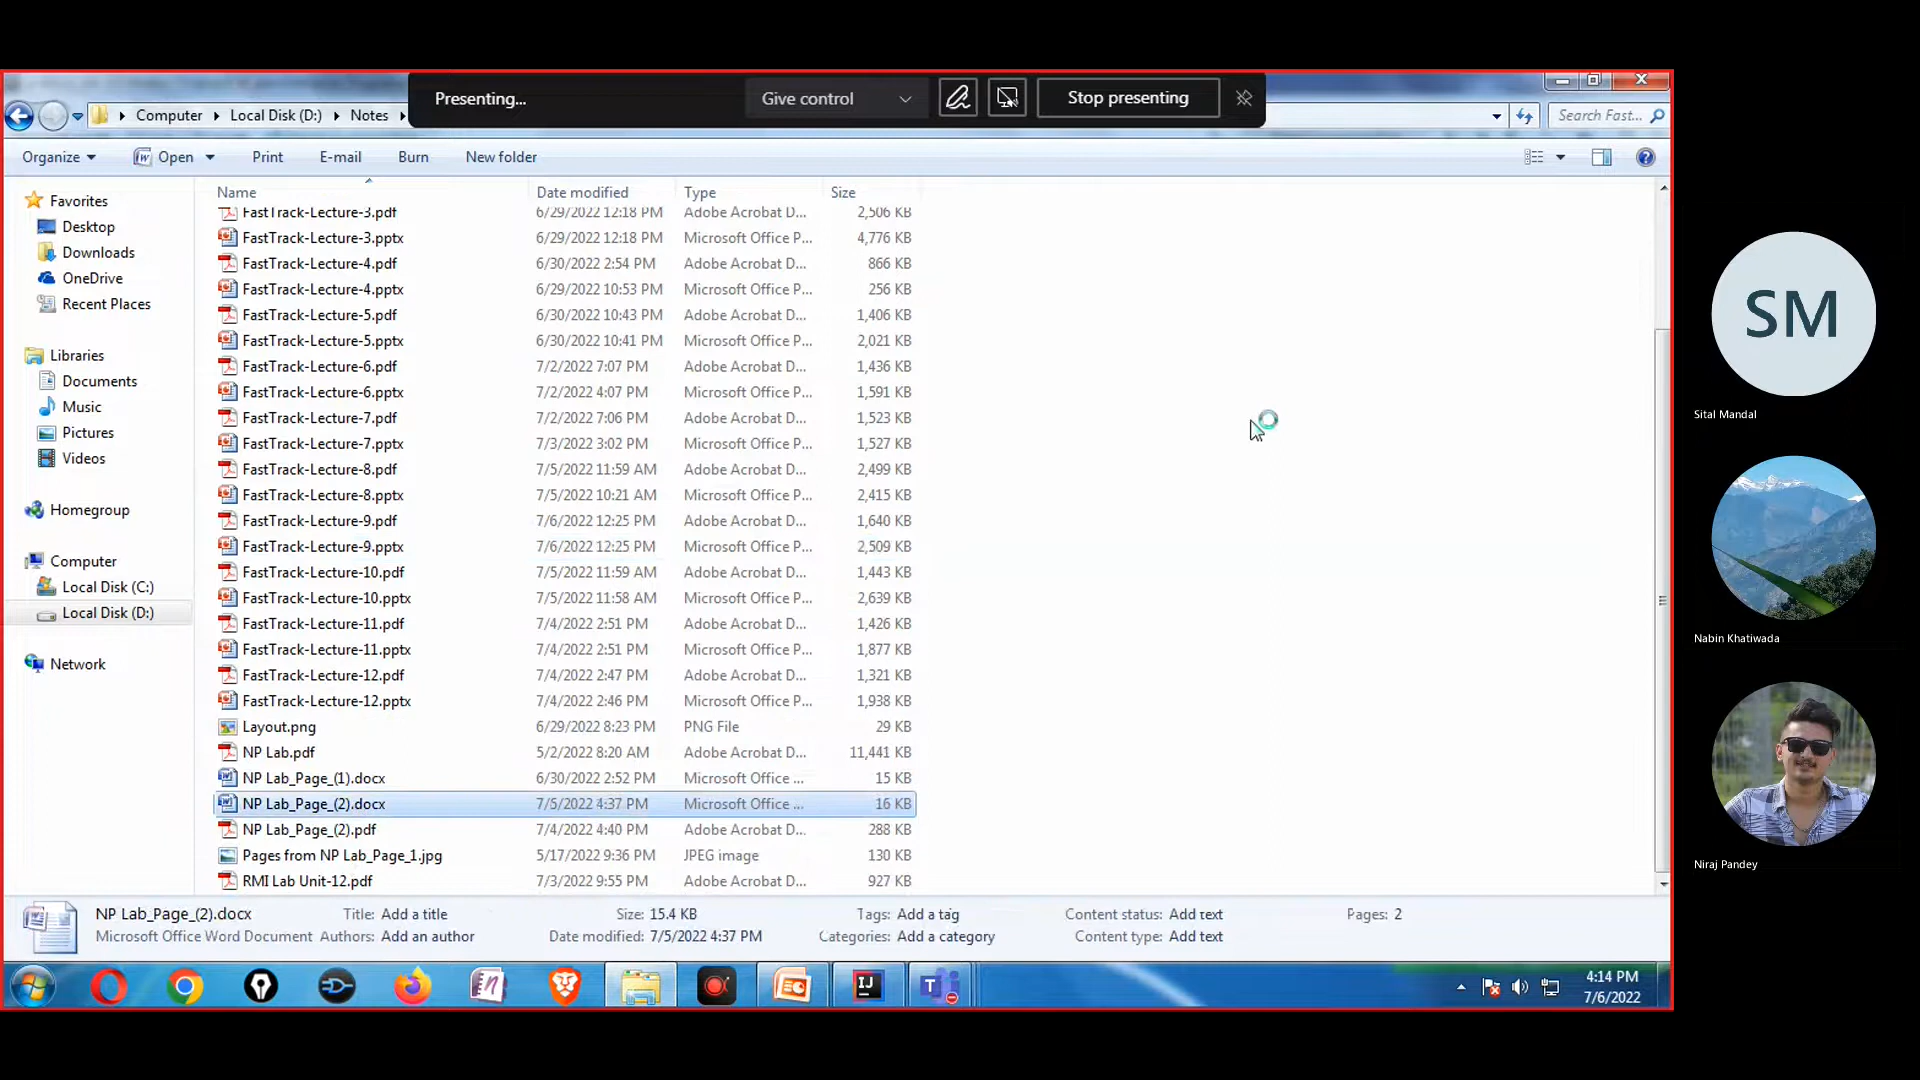 Presenting...
Give control
Stop presenting
Computer
Local Disk (D:)
Notes
Search Fast...
Organize
Open
Print
E-mail
Burn
New folder
Name
Date modified
Type
Size
Favorites
Desktop
Downloads
OneDrive
Recent Places
Libraries
Documents
Music
Pictures
Videos
Homegroup
Computer
Local Disk (C:)
Local Disk (D:)
Network
FastTrack-Lecture-3.pdf 6/29/2022 12:18 PM Adobe Acrobat D... 2,506 KB
FastTrack-Lecture-3.pptx 6/29/2022 12:18 PM Microsoft Office P... 4,776 KB
FastTrack-Lecture-4.pdf 6/30/2022 2:54 PM Adobe Acrobat D... 866 KB
FastTrack-Lecture-4.pptx 6/29/2022 10:53 PM Microsoft Office P... 256 KB
FastTrack-Lecture-5.pdf 6/30/2022 10:43 PM Adobe Acrobat D... 1,406 KB
FastTrack-Lecture-5.pptx 6/30/2022 10:41 PM Microsoft Office P... 2,021 KB
FastTrack-Lecture-6.pdf 7/2/2022 7:07 PM Adobe Acrobat D... 1,436 KB
FastTrack-Lecture-6.pptx 7/2/2022 4:07 PM Microsoft Office P... 1,591 KB
FastTrack-Lecture-7.pdf 7/2/2022 7:06 PM Adobe Acrobat D... 1,523 KB
FastTrack-Lecture-7.pptx 7/3/2022 3:02 PM Microsoft Office P... 1,527 KB
FastTrack-Lecture-8.pdf 7/5/2022 11:59 AM Adobe Acrobat D... 2,499 KB
FastTrack-Lecture-8.pptx 7/5/2022 10:21 AM Microsoft Office P... 2,415 KB
FastTrack-Lecture-9.pdf 7/6/2022 12:25 PM Adobe Acrobat D... 1,640 KB
FastTrack-Lecture-9.pptx 7/6/2022 12:25 PM Microsoft Office P... 2,509 KB
FastTrack-Lecture-10.pdf 7/5/2022 11:59 AM Adobe Acrobat D... 1,443 KB
FastTrack-Lecture-10.pptx 7/5/2022 11:58 AM Microsoft Office P... 2,639 KB
FastTrack-Lecture-11.pdf 7/4/2022 2:51 PM Adobe Acrobat D... 1,426 KB
FastTrack-Lecture-11.pptx 7/4/2022 2:51 PM Microsoft Office P... 1,877 KB
FastTrack-Lecture-12.pdf 7/4/2022 2:47 PM Adobe Acrobat D... 1,321 KB
FastTrack-Lecture-12.pptx 7/4/2022 2:46 PM Microsoft Office P... 1,938 KB
Layout.png 6/29/2022 8:23 PM PNG File 29 KB
NP Lab.pdf 5/2/2022 8:20 AM Adobe Acrobat D... 11,441 KB
NP Lab_Page_(1).docx 6/30/2022 2:52 PM Microsoft Office ... 15 KB
NP Lab_Page_(2).docx 7/5/2022 4:37 PM Microsoft Office ... 16 KB
NP Lab_Page_(2).pdf 7/4/2022 4:40 PM Adobe Acrobat D... 288 KB
Pages from NP Lab_Page_1.jpg 5/17/2022 9:36 PM JPEG image 130 KB
RMI Lab Unit-12.pdf 7/3/2022 9:55 PM Adobe Acrobat D... 927 KB
NP Lab_Page_(2).docx Title: Add a title Size: 15.4 KB Tags: Add a tag Content status: Add text Pages: 2
Microsoft Office Word Document Authors: Add an author Date modified: 7/5/2022 4:37 PM Categories: Add a category Content type: Add text
IJ
T
4:14 PM
7/6/2022
SM
Sital Mandal
Nabin Khatiwada
Niraj Pandey